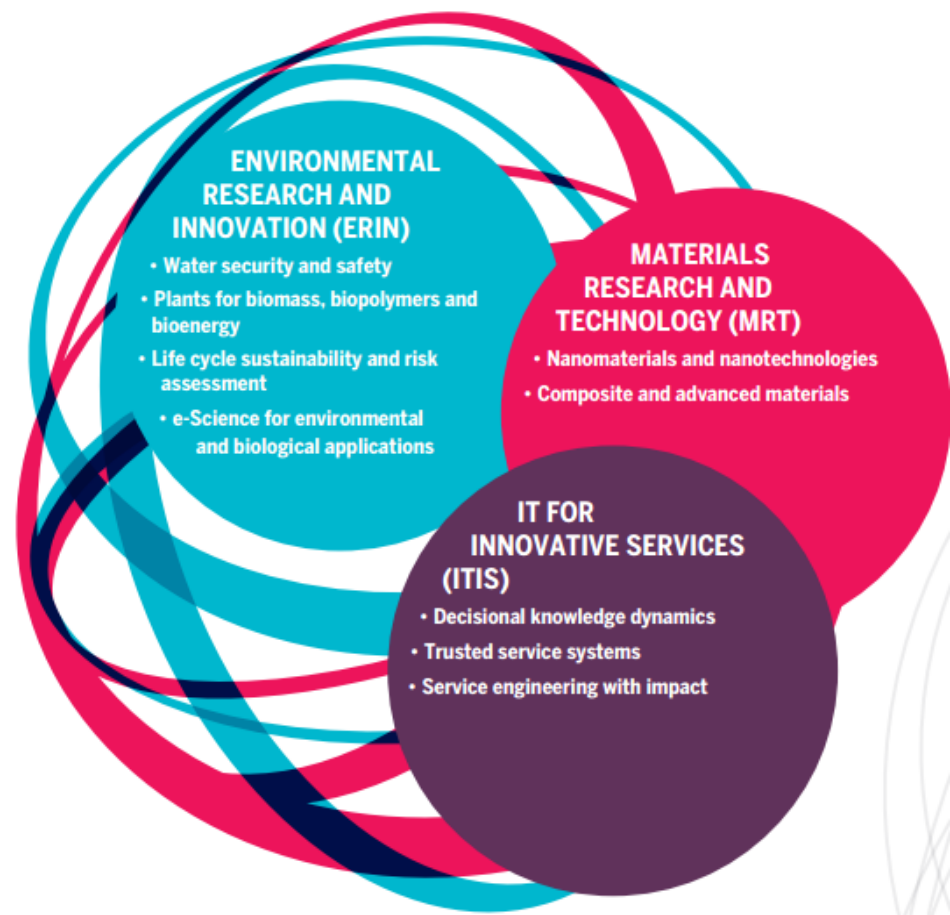 ENVIRONMENTAL
RESEARCH AND
INNOVATION (ERIN)
• Water security and safety
• Plants for biomass, biopolymers and
bioenergy
• Life cycle sustainability and risk
assessment
• e-Science for environmental
and biological applications
MATERIALS
RESEARCH AND
TECHNOLOGY (MRT)
• Nanomaterials and nanotechnologies
• Composite and advanced materials
IT FOR
INNOVATIVE SERVICES
(ITIS)
• Decisional knowledge dynamics
• Trusted service systems
• Service engineering with impact